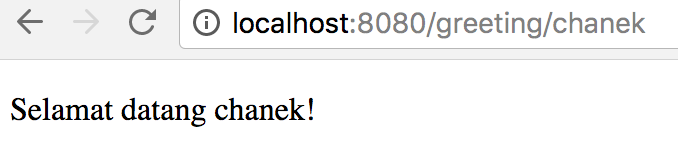 localhost:8080/greeting/chanek
Selamat datang chanek!